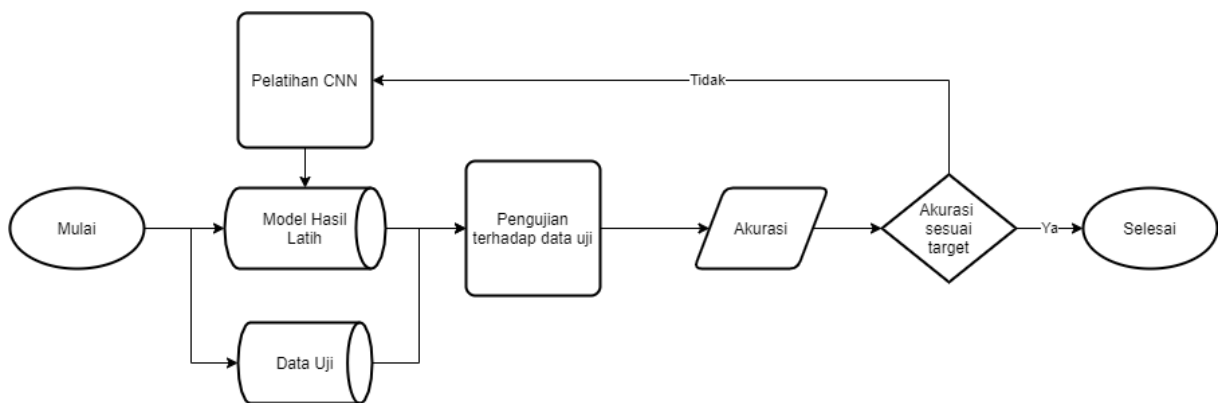 Pelatihan CNN
Tidak
Mulai
Model Hasil
Latih
Pengujian
terhadap data uji
Akurasi
Akurasi
sesuai
target
Ya
Selesai
Data Uji